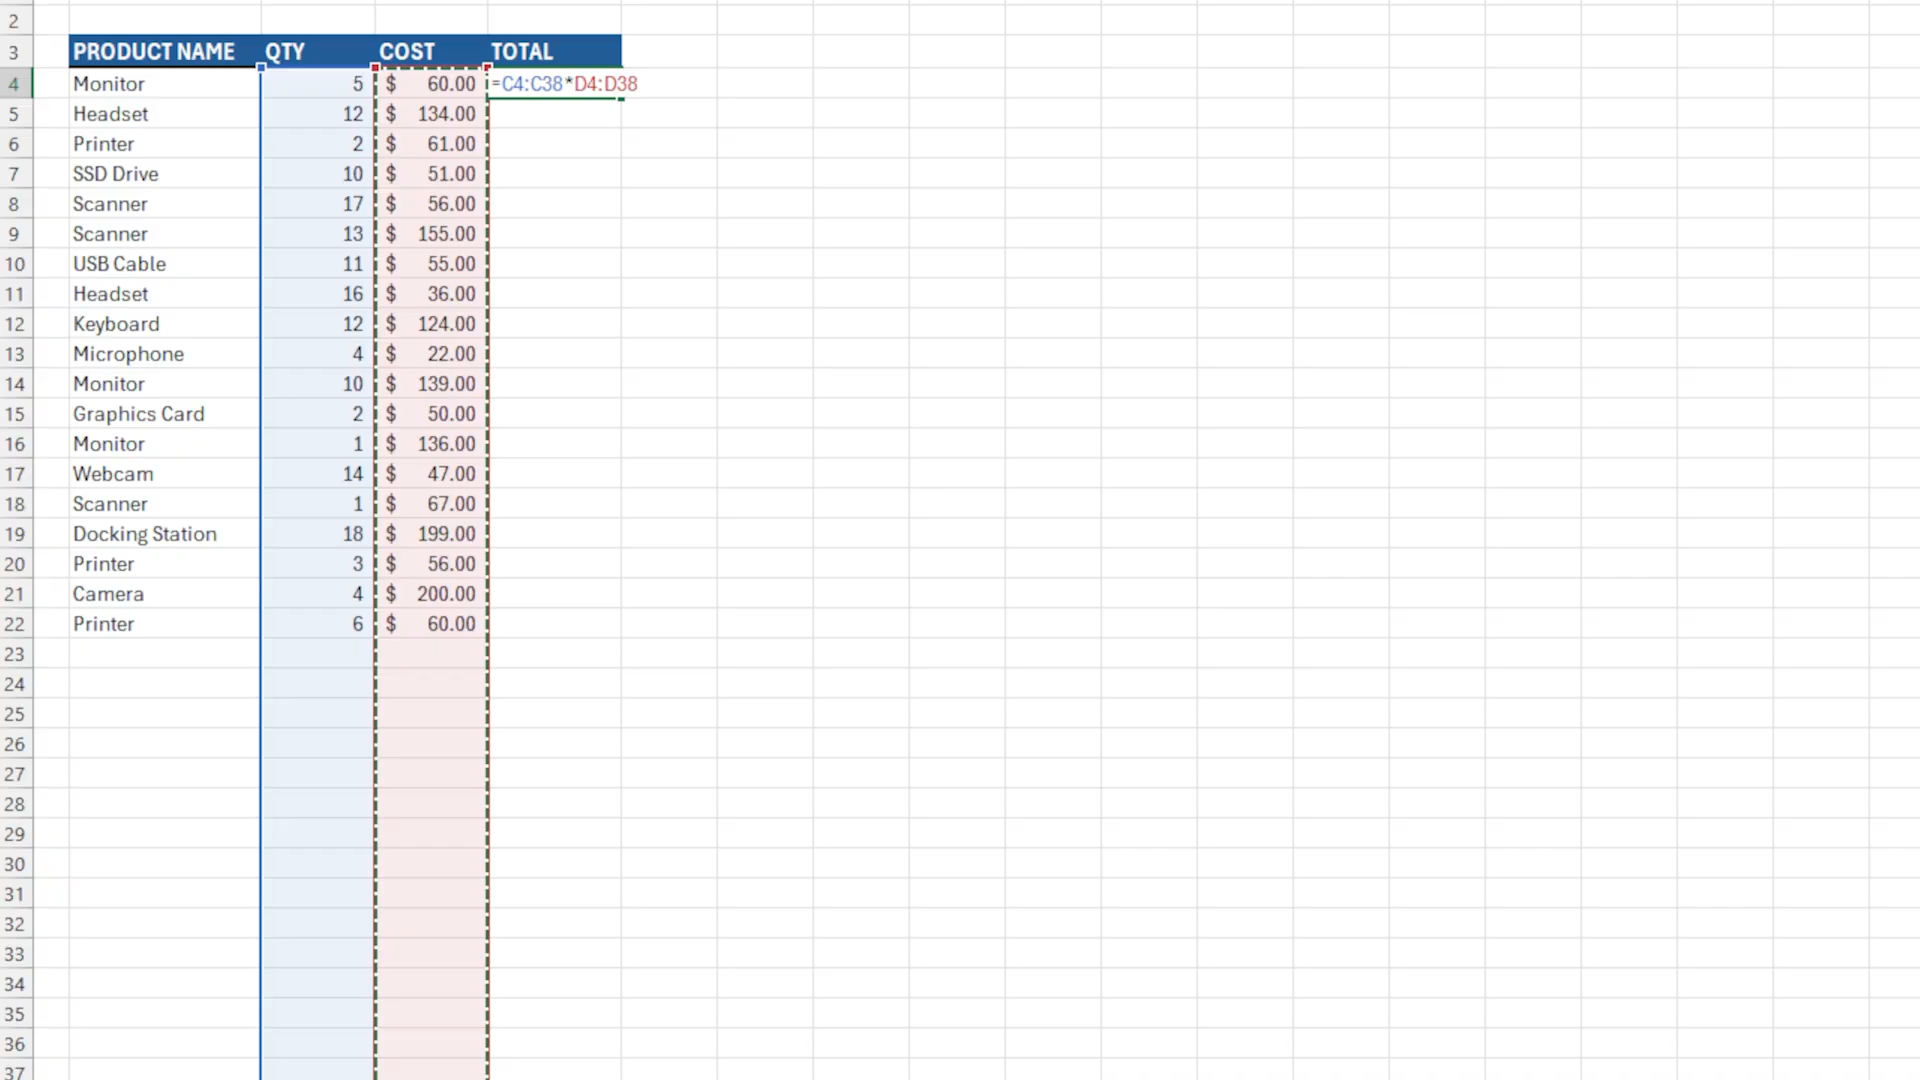 2
3 PRODUCT NAME QTY COST TOTAL
4 Monitor 5 $ 60.00 =C4:C38*D4:D38
5 Headset 12 $ 134.00
6 Printer 2 $ 61.00
7 SSD Drive 10 $ 51.00
8 Scanner 17 $ 56.00
9 Scanner 13 $ 155.00
10 USB Cable 11 $ 55.00
11 Headset 16 $ 36.00
12 Keyboard 12 $ 124.00
13 Microphone 4 $ 22.00
14 Monitor 10 $ 139.00
15 Graphics Card 2 $ 50.00
16 Monitor 1 $ 136.00
17 Webcam 14 $ 47.00
18 Scanner 1 $ 67.00
19 Docking Station 18 $ 199.00
20 Printer 3 $ 56.00
21 Camera 4 $ 200.00
22 Printer 6 $ 60.00
23
24
25
26
27
28
29
30
31
32
33
34
35
36
37